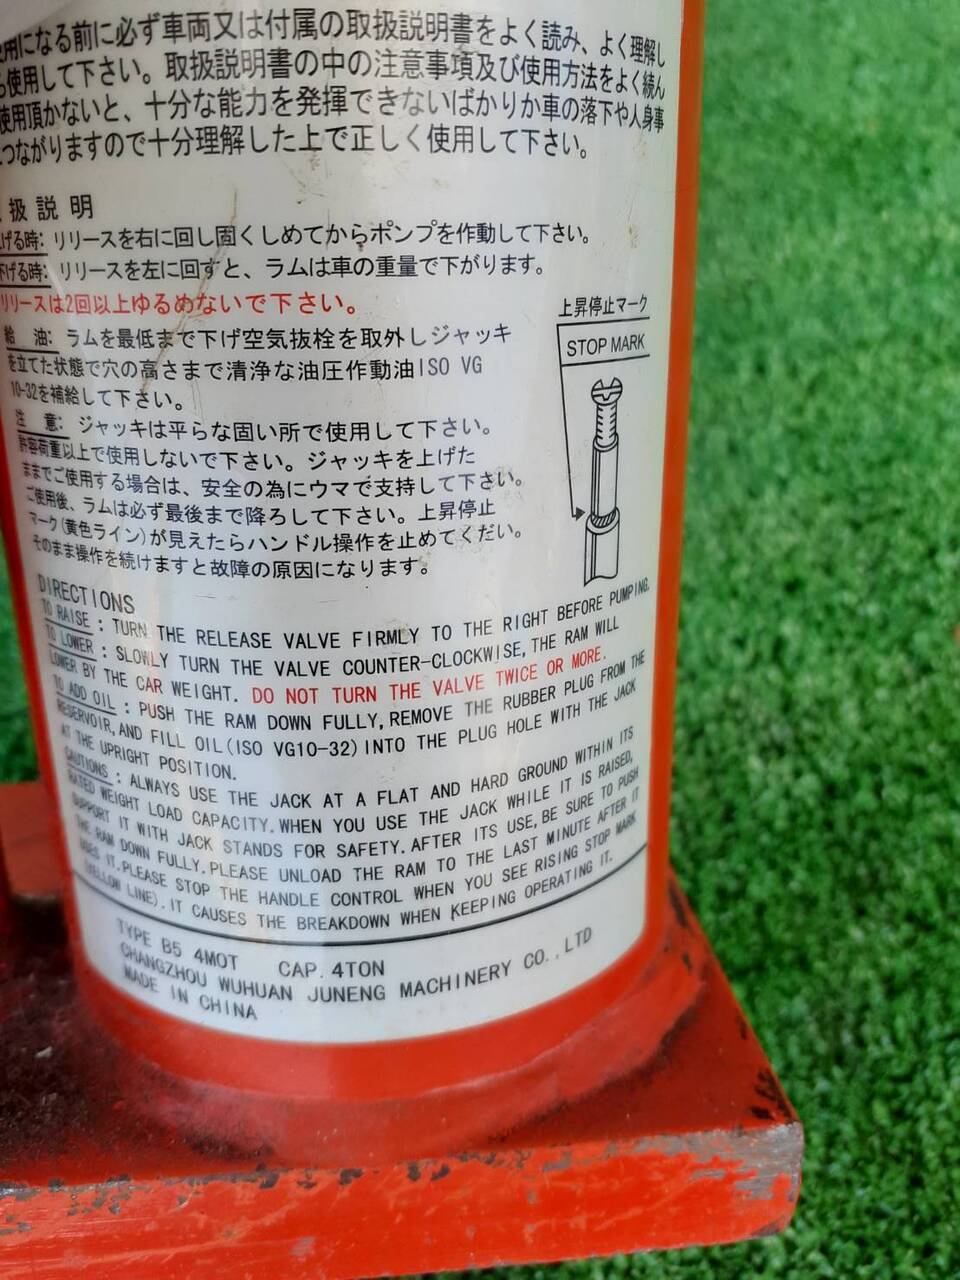 使用になる前に必ず車両又は付属の取扱説明書をよく読み、よく理解し
ら使用して下さい。取扱説明書の中の注意事項及び使用方法をよく続ん
使用頂かないと、十分な能力を発揮できないばかりか車の落下や人身事
につながりますので十分理解した上で正しく使用して下さい。
扱説明
上げる時: リリースを右に回し固くしめてからポンプを作動して下さい。
下げる時: リリースを左に回すと、ラムは車の重量で下がります。
リリースは2回以上ゆるめないで下さい。
上昇停止マーク
STOP MARK
給 油: ラムを最低まで下げ空気抜栓を取外しジャッキ
を立てた状態で穴の高さまで清浄な油圧作動油ISO VG
10-32を補給して下さい。
注 意: ジャッキは平らな固い所で使用して下さい。
許容荷重以上で使用しないで下さい。ジャッキを上げた
ままでご使用する場合は、安全の為にウマで支持して下さい。
ご使用後、ラムは必ず最後まで降ろして下さい。上昇停止
マーク(黄色ライン)が見えたらハンドル操作を止めてくだい。
そのまま操作を続けますと故障の原因になります。
DIRECTIONS
TO RAISE : TURN THE RELEASE VALVE FIRMLY TO THE RIGHT BEFORE PUMPING.
TO LOWER : SLOWLY TURN THE VALVE COUNTER-CLOCKWISE, THE RAM WILL
LOWER BY THE CAR WEIGHT. DO NOT TURN THE VALVE TWICE OR MORE.
TO ADD OIL : PUSH THE RAM DOWN FULLY, REMOVE THE RUBBER PLUG FROM THE
RESERVOIR, AND FILL OIL (ISO VG10-32) INTO THE PLUG HOLE WITH THE JACK
AT THE UPRIGHT POSITION.
CAUTIONS : ALWAYS USE THE JACK AT A FLAT AND HARD GROUND WITHIN ITS
RATED WEIGHT LOAD CAPACITY. WHEN YOU USE THE JACK WHILE IT IS RAISED,
SUPPORT IT WITH JACK STANDS FOR SAFETY. AFTER ITS USE, BE SURE TO PUSH
THE RAM DOWN FULLY. PLEASE UNLOAD THE RAM TO THE LAST MINUTE AFTER IT
USES IT. PLEASE STOP THE HANDLE CONTROL WHEN YOU SEE RISING STOP MARK
(YELLOW LINE). IT CAUSES THE BREAKDOWN WHEN KEEPING OPERATING IT.
TYPE B5 4MOT CAP. 4TON
CHANGZHOU WUHUAN JUNENG MACHINERY CO., LTD
MADE IN CHINA